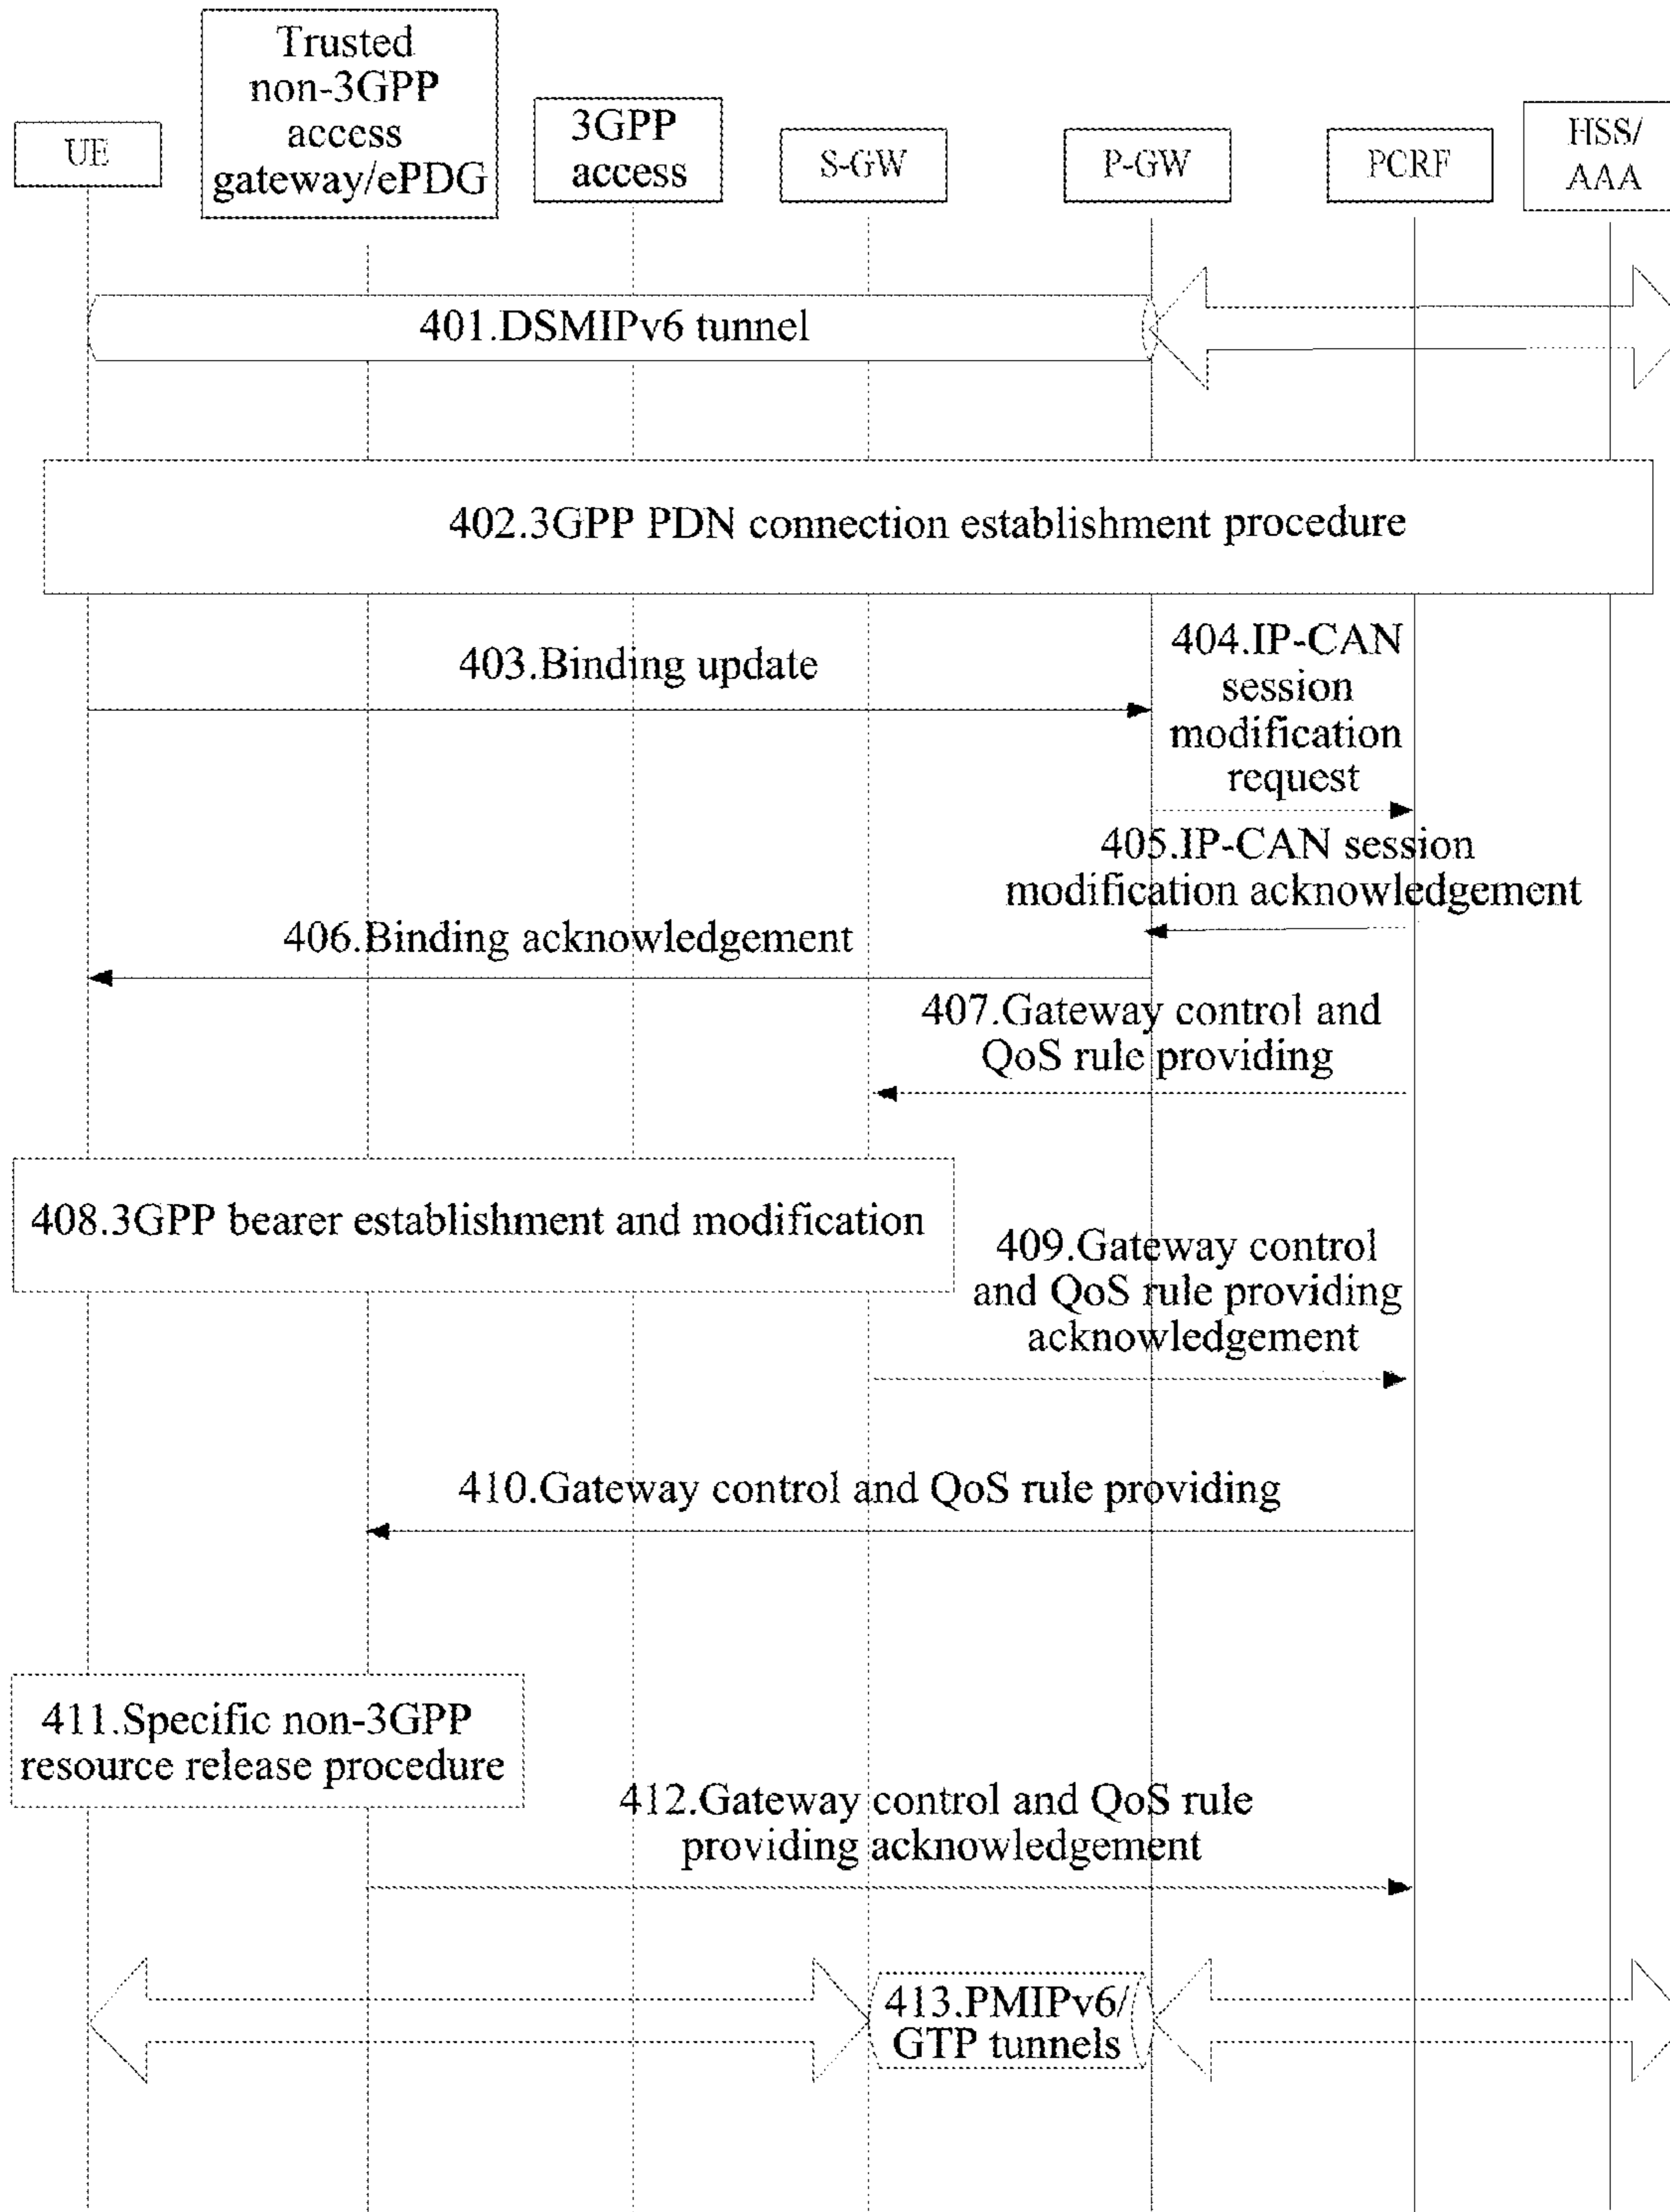 Trusted
non-3GPP
access
gateway/ePDG
UE
3GPP
access
S-GW
P-GW
PCRF
HSS/
AAA
401.DSMIPv6 tunnel
402.3GPP PDN connection establishment procedure
403.Binding update
404.IP-CAN
session
modification
request
405.IP-CAN session
modification acknowledgement
406.Binding acknowledgement
407.Gateway control and
QoS rule providing
408.3GPP bearer establishment and modification
409.Gateway control
and QoS rule providing
acknowledgement
410.Gateway control and QoS rule providing
411.Specific non-3GPP
resource release procedure
412.Gateway control and QoS rule
providing acknowledgement
413.PMIPv6/
GTP tunnels